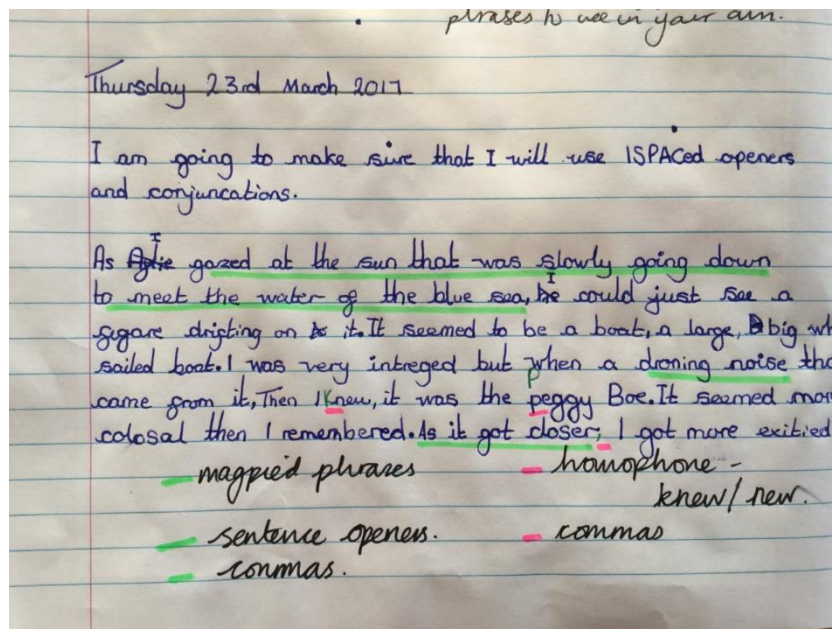 phrases to use in your own.
Thursday 23rd March 2017
I am going to make sure that I will use ISPACed openers
and conjuncations.
As I gazed at the sun that was slowly going down
to meet the water of the blue sea, I could just see a
figare drifting on it. It seemed to be a boat, a large, big wh
sailed boat. I was very intreged but when a droning noise tha
came from it, Then I Knew, it was the peggy Boe. It seemed mor
colosal then I remembered. As it got closer; I got more exitied
magpied phrases
homophone -
knew/new.
sentence openers.
commas
commas.